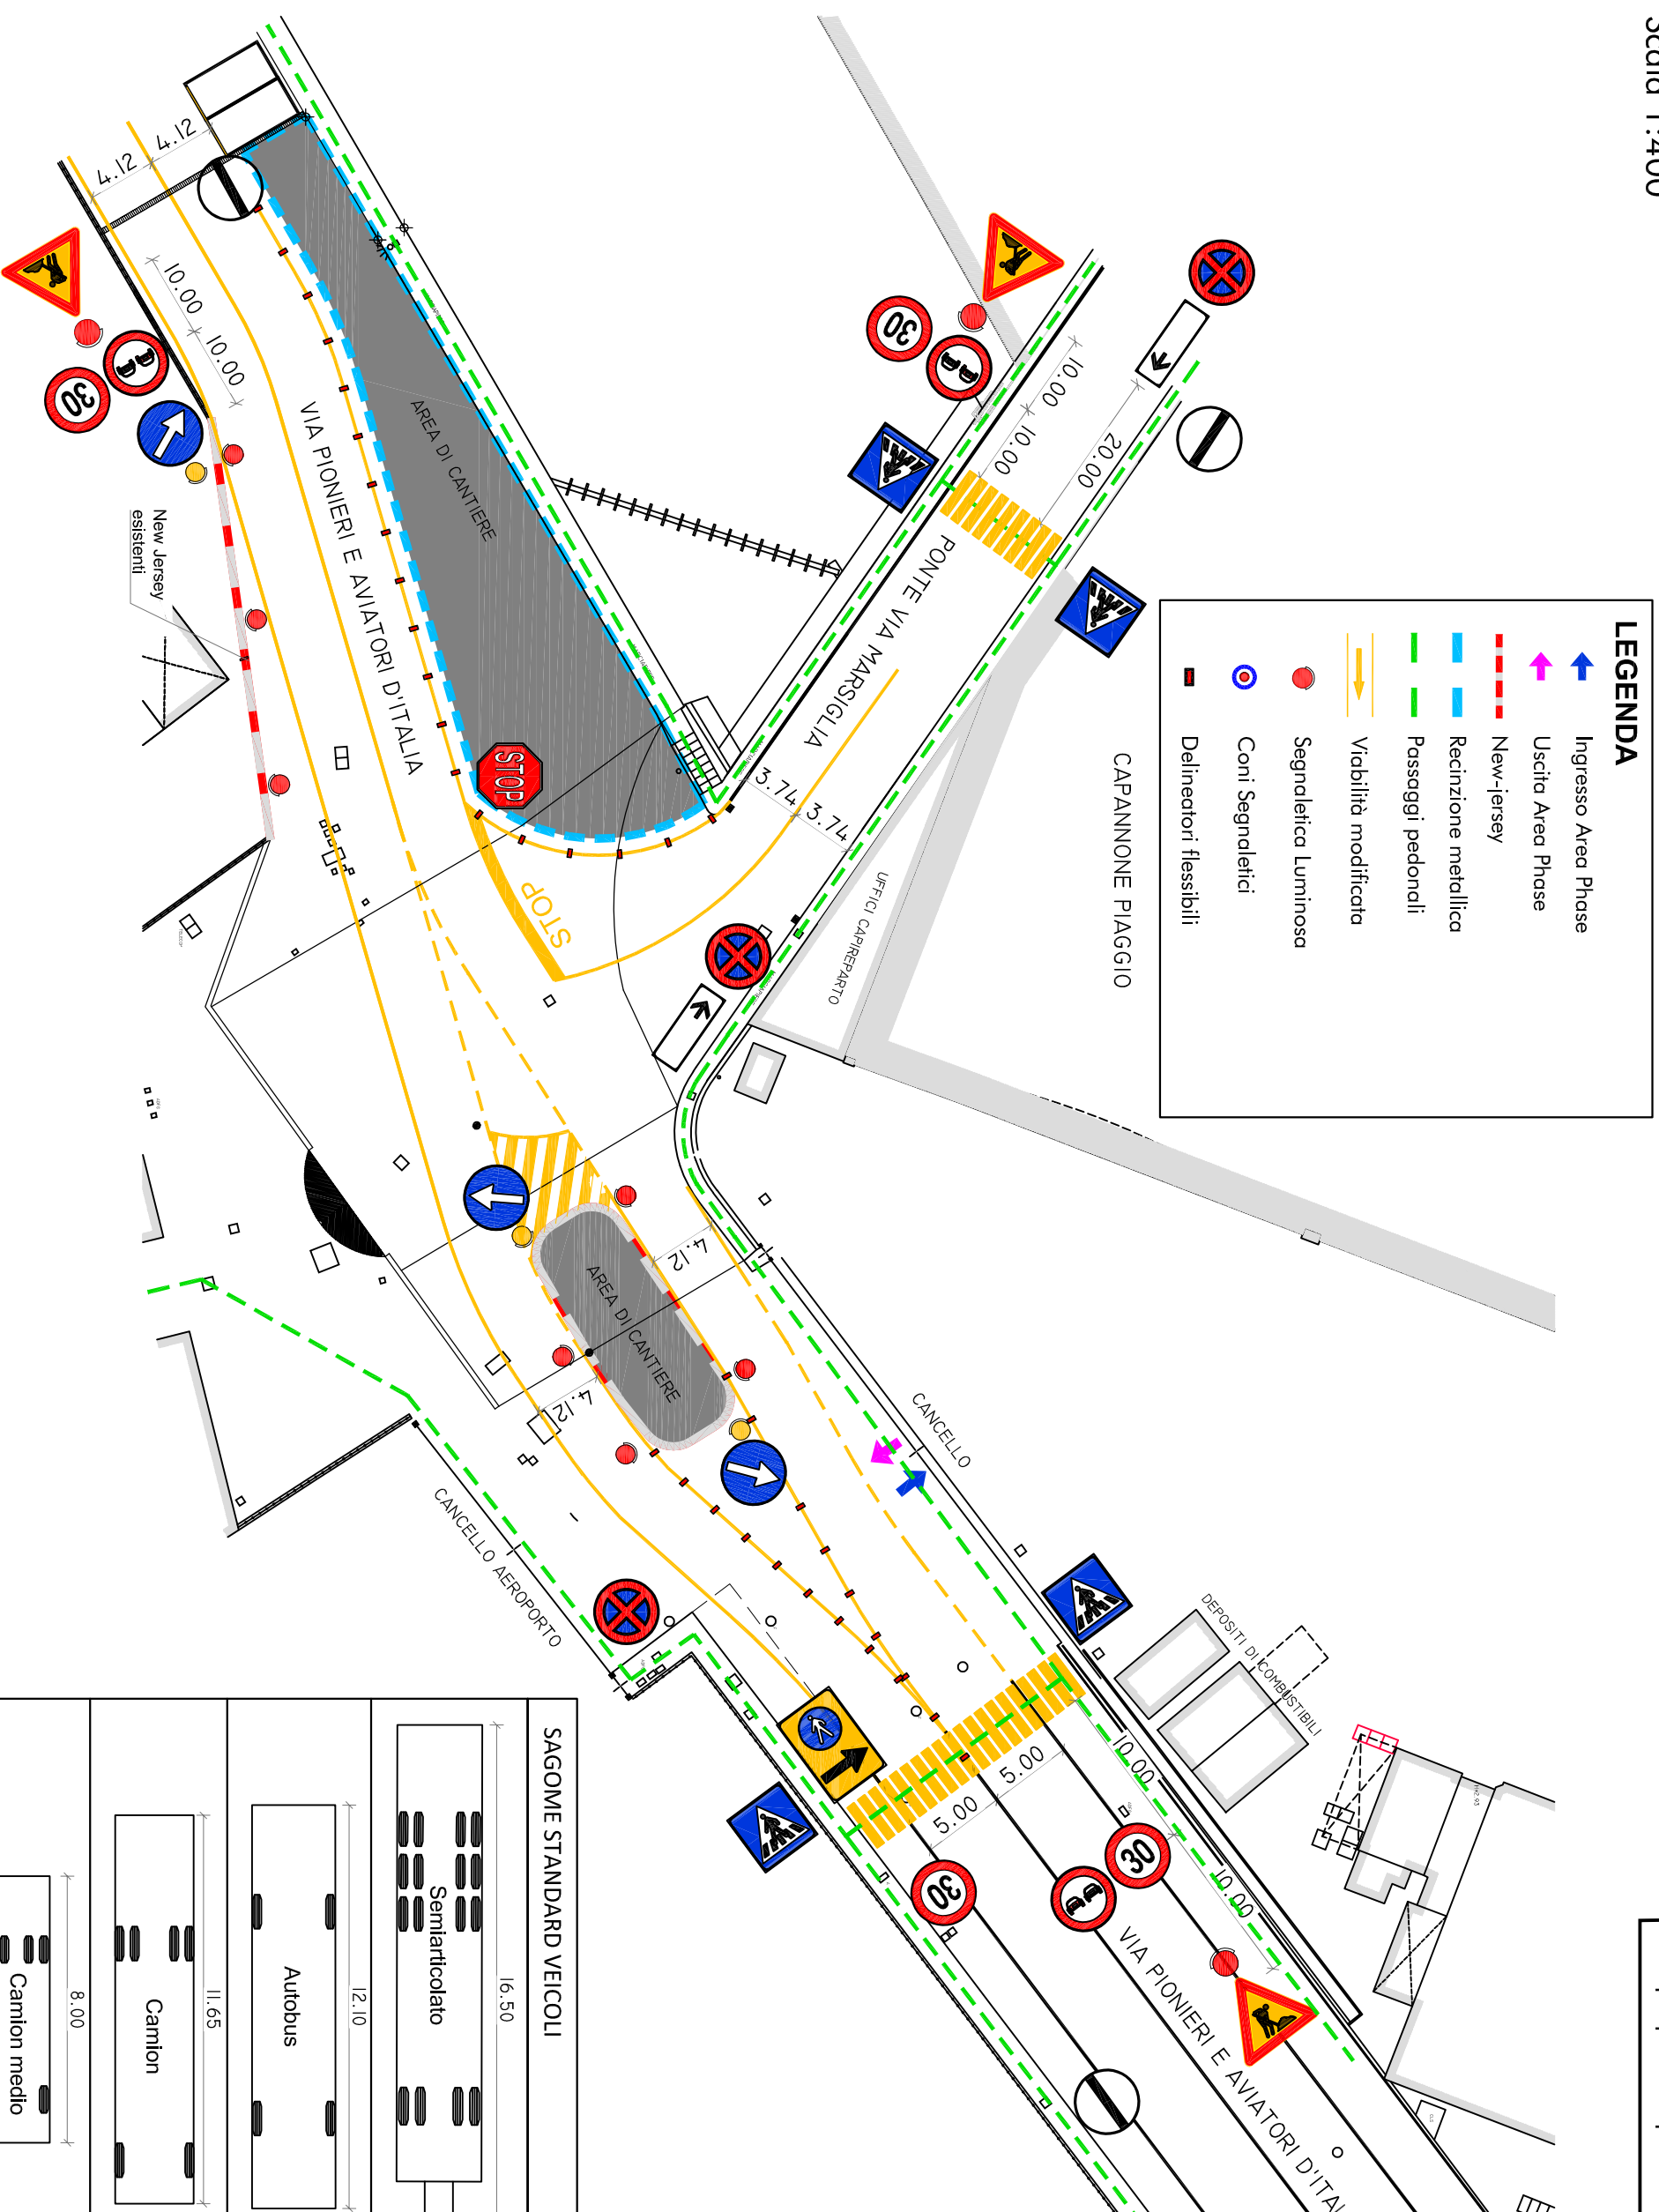 Scala 1:400
LEGENDA
Ingresso Area Phase
Uscita Area Phase
New-jersey
Recinzione metallica
Passaggi pedonali
Viabilità modificata
Segnaletica Luminosa
Coni Segnaletici
Delineatori flessibili
CAPANNONE PIAGGIO
UFFICI CAPIREPARTO
PONTE VIA MARSIGLIA
10.00
10.00
20.00
30
3.74
3.74
AREA DI CANTIERE
VIA PIONIERI E AVIATORI D'ITALIA
4.12
4.12
10.00
10.00
30
New Jersey
esistenti
STOP
STOP
4.12
AREA DI CANTIERE
4.12
CANCELLO
CANCELLO AEROPORTO
DEPOSITI DI COMBUSTIBILI
10.00
10.00
5.00
5.00
30
30
VIA PIONIERI E AVIATORI D'ITAL
SAGOME STANDARD VEICOLI
16.50
Semiarticolato
12.10
Autobus
11.65
Camion
8.00
Camion medio